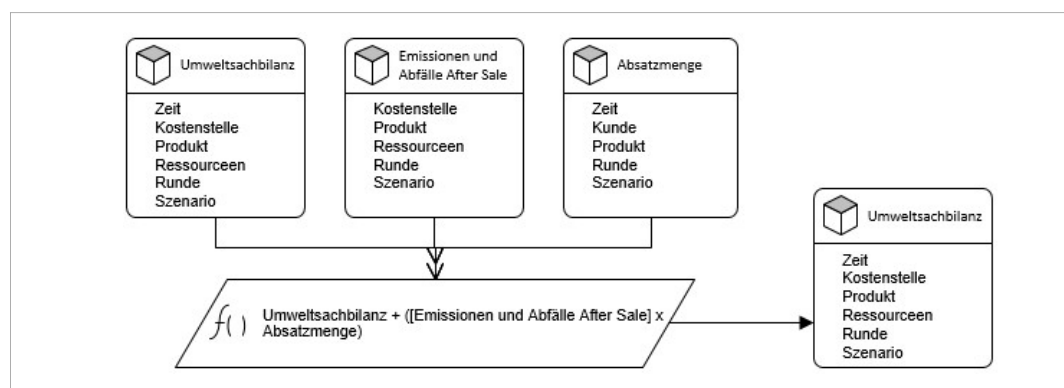 Umweltsachbilanz
Zeit
Kostenstelle
Produkt
Ressourceen
Runde
Szenario
Emissionen und
Abfälle After Sale
Kostenstelle
Produkt
Ressourceen
Runde
Szenario
Absatzmenge
Zeit
Kunde
Produkt
Runde
Szenario
f() Umweltsachbilanz + ([Emissionen und Abfälle After Sale] x
Absatzmenge)
Umweltsachbilanz
Zeit
Kostenstelle
Produkt
Ressourceen
Runde
Szenario